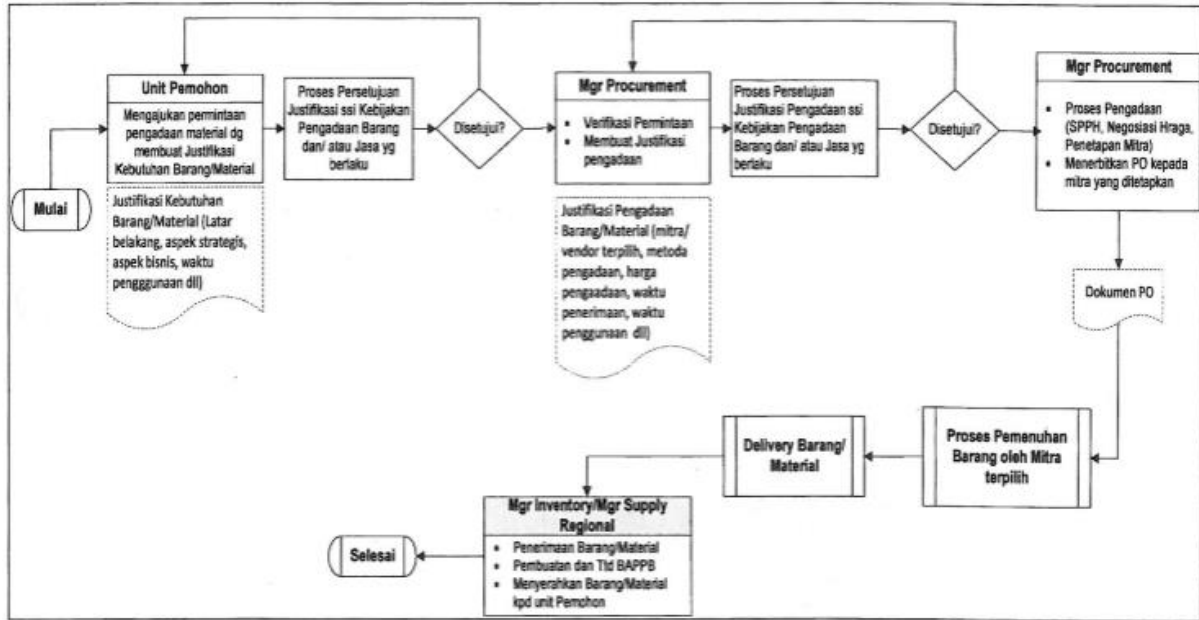 Unit Pemohon
Mengajukan permintaan
pengadaan material dg
membuat Justifikasi
Kebutuhan Barang/Material
Proses Persetujuan
Justifikasi ssi Kebijakan
Pengadaan Barang
dan/ atau Jasa yg
berlaku
Disetujui?
Mgr Procurement
• Verifikasi Permintaan
• Membuat Justifikasi
pengadaan
Proses Persetujuan
Justifikasi Pengadaan ssi
Kebijakan Pengadaan
Barang dan/ atau Jasa yg
berlaku
Disetujui?
Mgr Procurement
• Proses Pengadaan
(SPPH, Negosiasi Hraga,
Penetapan Mitra)
• Menerbitkan PO kepada
mitra yang ditetapkan
Mulai
Justifikasi Kebutuhan
Barang/Material (Latar
belakang, aspek strategis,
aspek bisnis, waktu
pengggunaan dll)
Justifikasi Pengadaan
Barang/Material (mitra/
vendor terpilih, metoda
pengadaan, harga
pengaadaan, waktu
penerimaan, waktu
penggunaan dll)
Dokumen PO
Delivery Barang/
Material
Proses Pemenuhan
Barang oleh Mitra
terpilih
Mgr Inventory/Mgr Supply
Regional
• Penerimaan Barang/Material
• Pembuatan dan Ttd BAPPB
• Menyerahkan Barang/Material
kpd unit Pemohon
Selesai